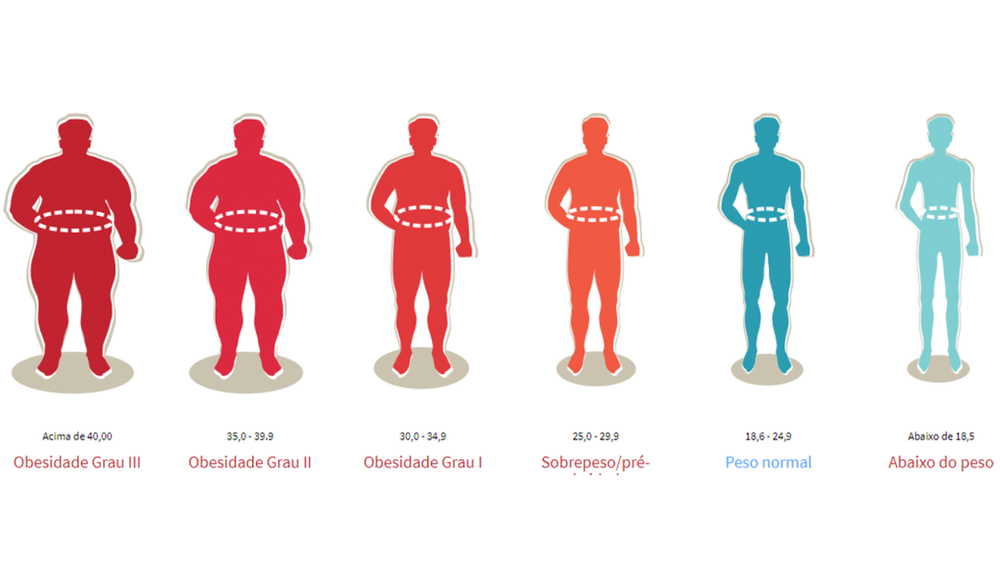 Acima de 40,00
35,0 - 39.9
30,0 - 34,9
25,0 - 29,9
18,6 - 24,9
Abaixo de 18,5
Obesidade Grau III
Obesidade Grau II
Obesidade Grau I
Sobrepeso/pré-
Peso normal
Abaixo do peso